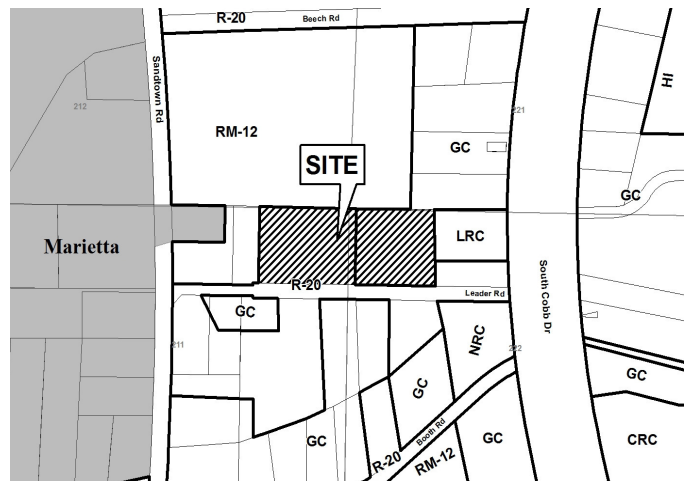 R-20
Beech Rd
Sandtown Rd
212
RM-12
221
HI
GC
SITE
GC
Marietta
LRC
South Cobb Dr
R-20
Leader Rd
GC
211
NRC
222
GC
GC
Booth Rd
GC
R-20
RM-12
GC
CRC